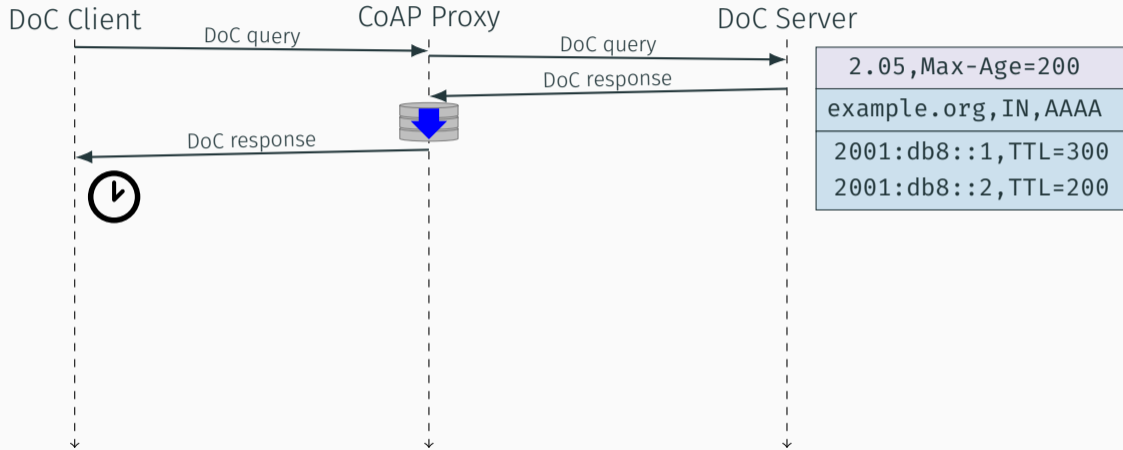 DoC Client
CoAP Proxy
DoC Server
DoC query
DoC query
DoC response
DoC response
2.05,Max-Age=200
example.org,IN,AAAA
2001:db8::1,TTL=300
2001:db8::2,TTL=200